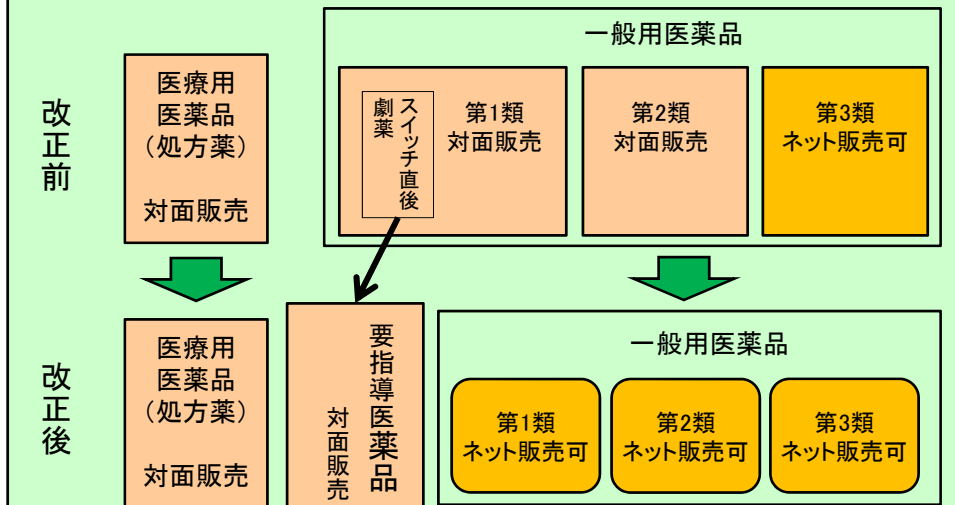 改正前
医療用
医薬品
（処方薬）
対面販売
一般用医薬品
スイッチ直後
劇薬
第1類
対面販売
第2類
対面販売
第3類
ネット販売可
改正後
医療用
医薬品
（処方薬）
対面販売
要指導医薬品
対面販売
一般用医薬品
第1類
ネット販売可
第2類
ネット販売可
第3類
ネット販売可